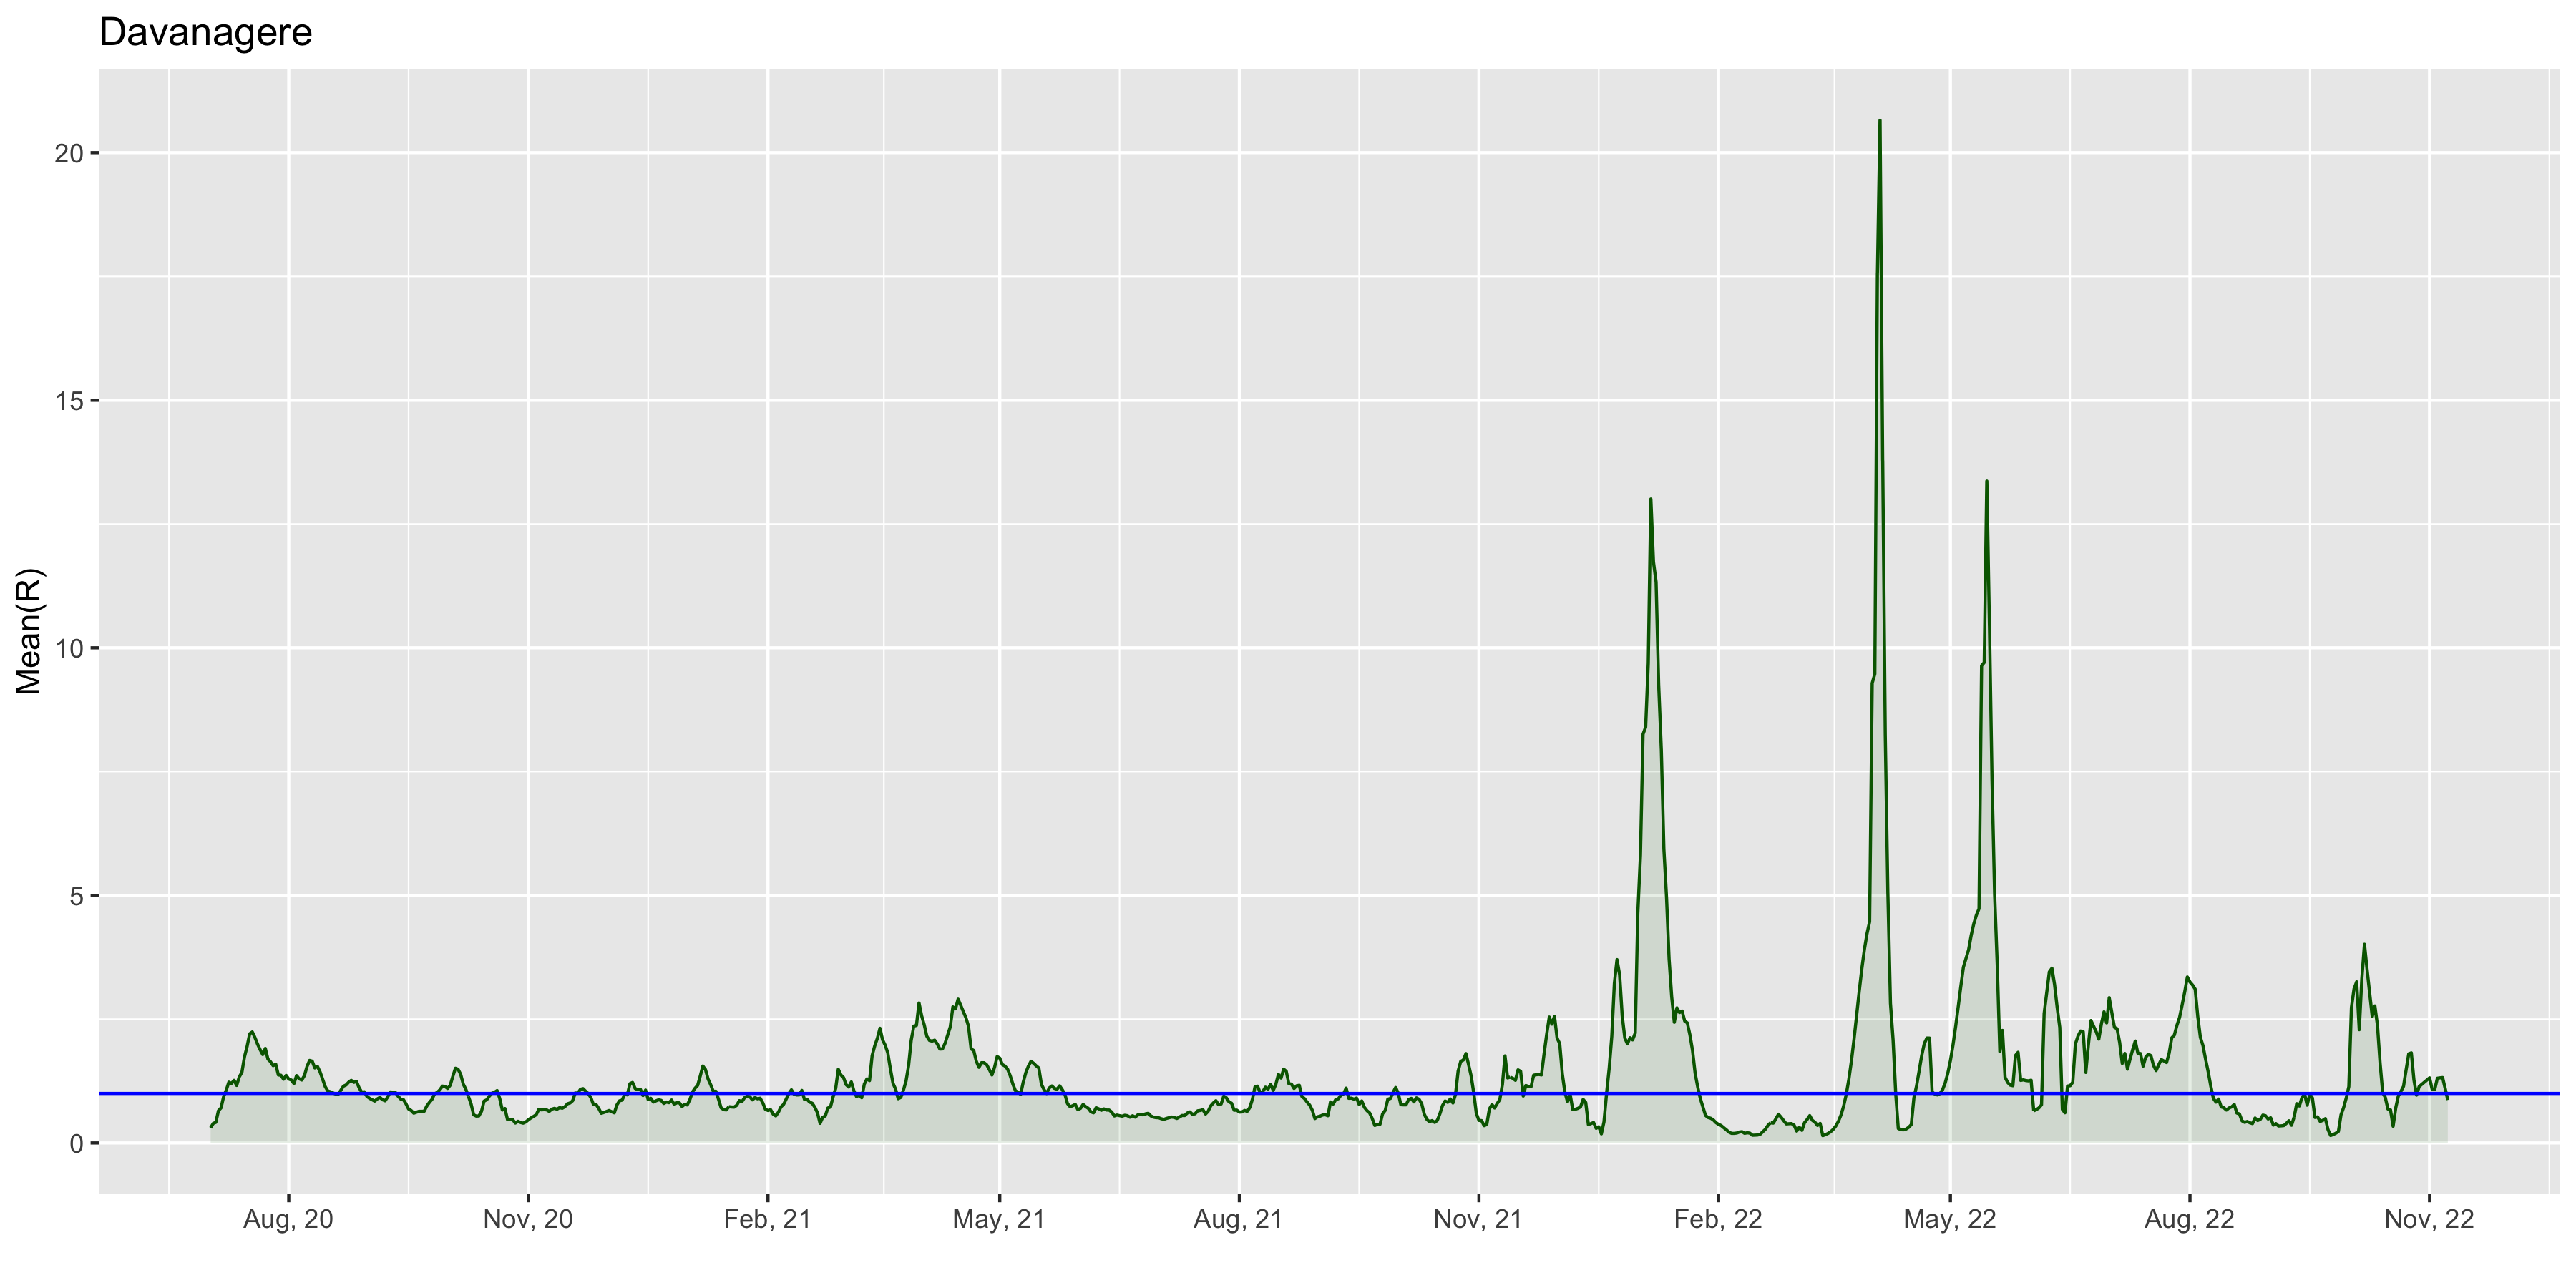 Davanagere
Mean(R)
20
15
10
5
0
Aug, 20
Nov, 20
Feb, 21
May, 21
Aug, 21
Nov, 21
Feb, 22
May, 22
Aug, 22
Nov, 22